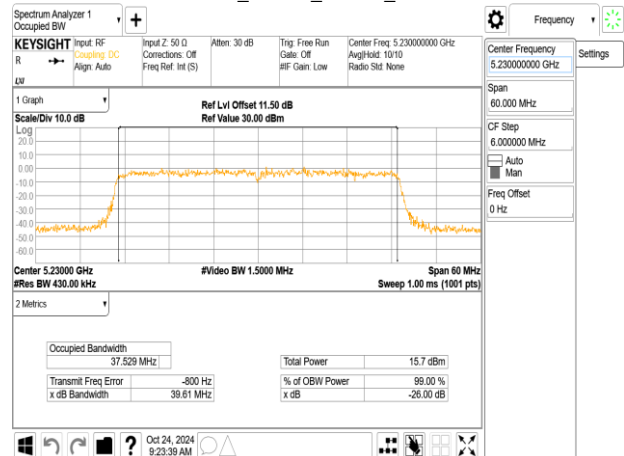 Spectrum Analyzer 1
Occupied BW
Frequency
KEYSIGHT
R
LXI
Input: RF
Coupling: DC
Align: Auto
Input Z: 50 Ω
Corrections: Off
Freq Ref: Int (S)
Atten: 30 dB
Trig: Free Run
Gate: Off
#IF Gain: Low
Center Freq: 5.230000000 GHz
Avg|Hold: 10/10
Radio Std: None
Center Frequency
5.230000000 GHz
Settings
Span
60.000 MHz
CF Step
6.000000 MHz
Auto
Man
Freq Offset
0 Hz
1 Graph
Scale/Div 10.0 dB
Ref Lvl Offset 11.50 dB
Ref Value 30.00 dBm
Log
20.0
10.0
0.00
-10.0
-20.0
-30.0
-40.0
-50.0
-60.0
Center 5.23000 GHz
#Res BW 430.00 kHz
#Video BW 1.5000 MHz
Span 60 MHz
Sweep 1.00 ms (1001 pts)
2 Metrics
Occupied Bandwidth
37.529 MHz
Transmit Freq Error -800 Hz
x dB Bandwidth 39.61 MHz
Total Power 15.7 dBm
% of OBW Power 99.00 %
x dB -26.00 dB
?
Oct 24, 2024
9:23:39 AM